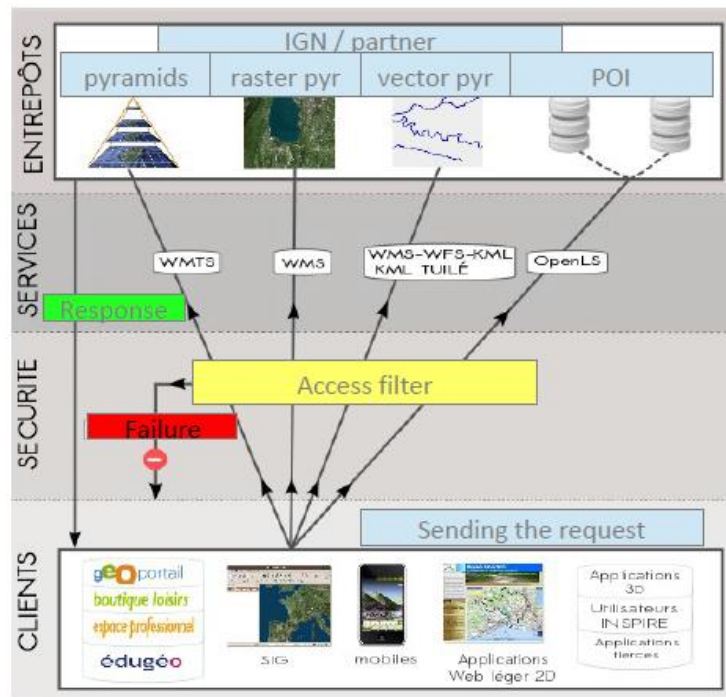 ENTREPÔTS
IGN / partner
pyramids
raster pyr
vector pyr
POI
SERVICES
WMTS
WMS
WMS-WFS-KML
KML TUILÉ
OpenLS
Response
SECURITE
Access filter
Failure
Sending the request
CLIENTS
geoportail
boutique loisirs
espace professionnel
édugéo
SIG
mobiles
Applications
Web léger 2D
Applications
3D
Utilisateurs
INSPIRE
Applications
tierces